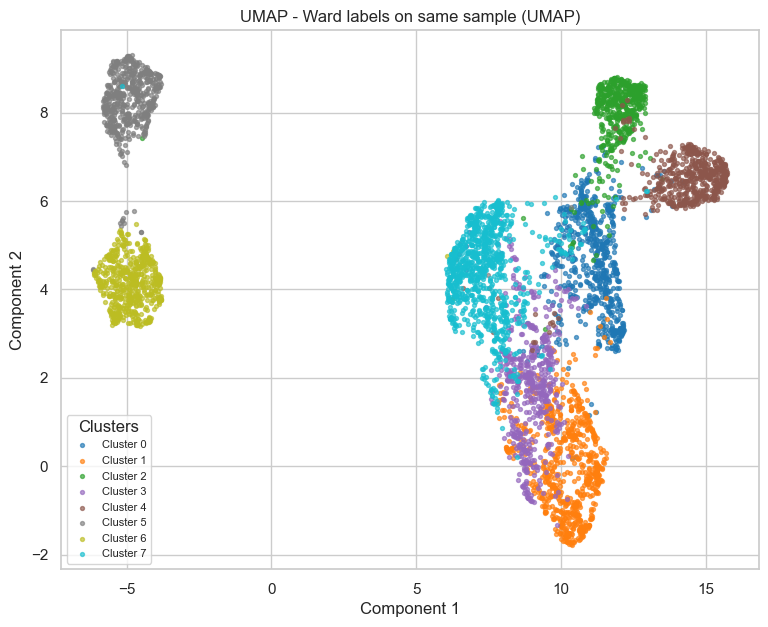 UMAP - Ward labels on same sample (UMAP)
8
6
4
2
0
−2
Component 2
−5
0
5
10
15
Component 1
Clusters
Cluster 0
Cluster 1
Cluster 2
Cluster 3
Cluster 4
Cluster 5
Cluster 6
Cluster 7